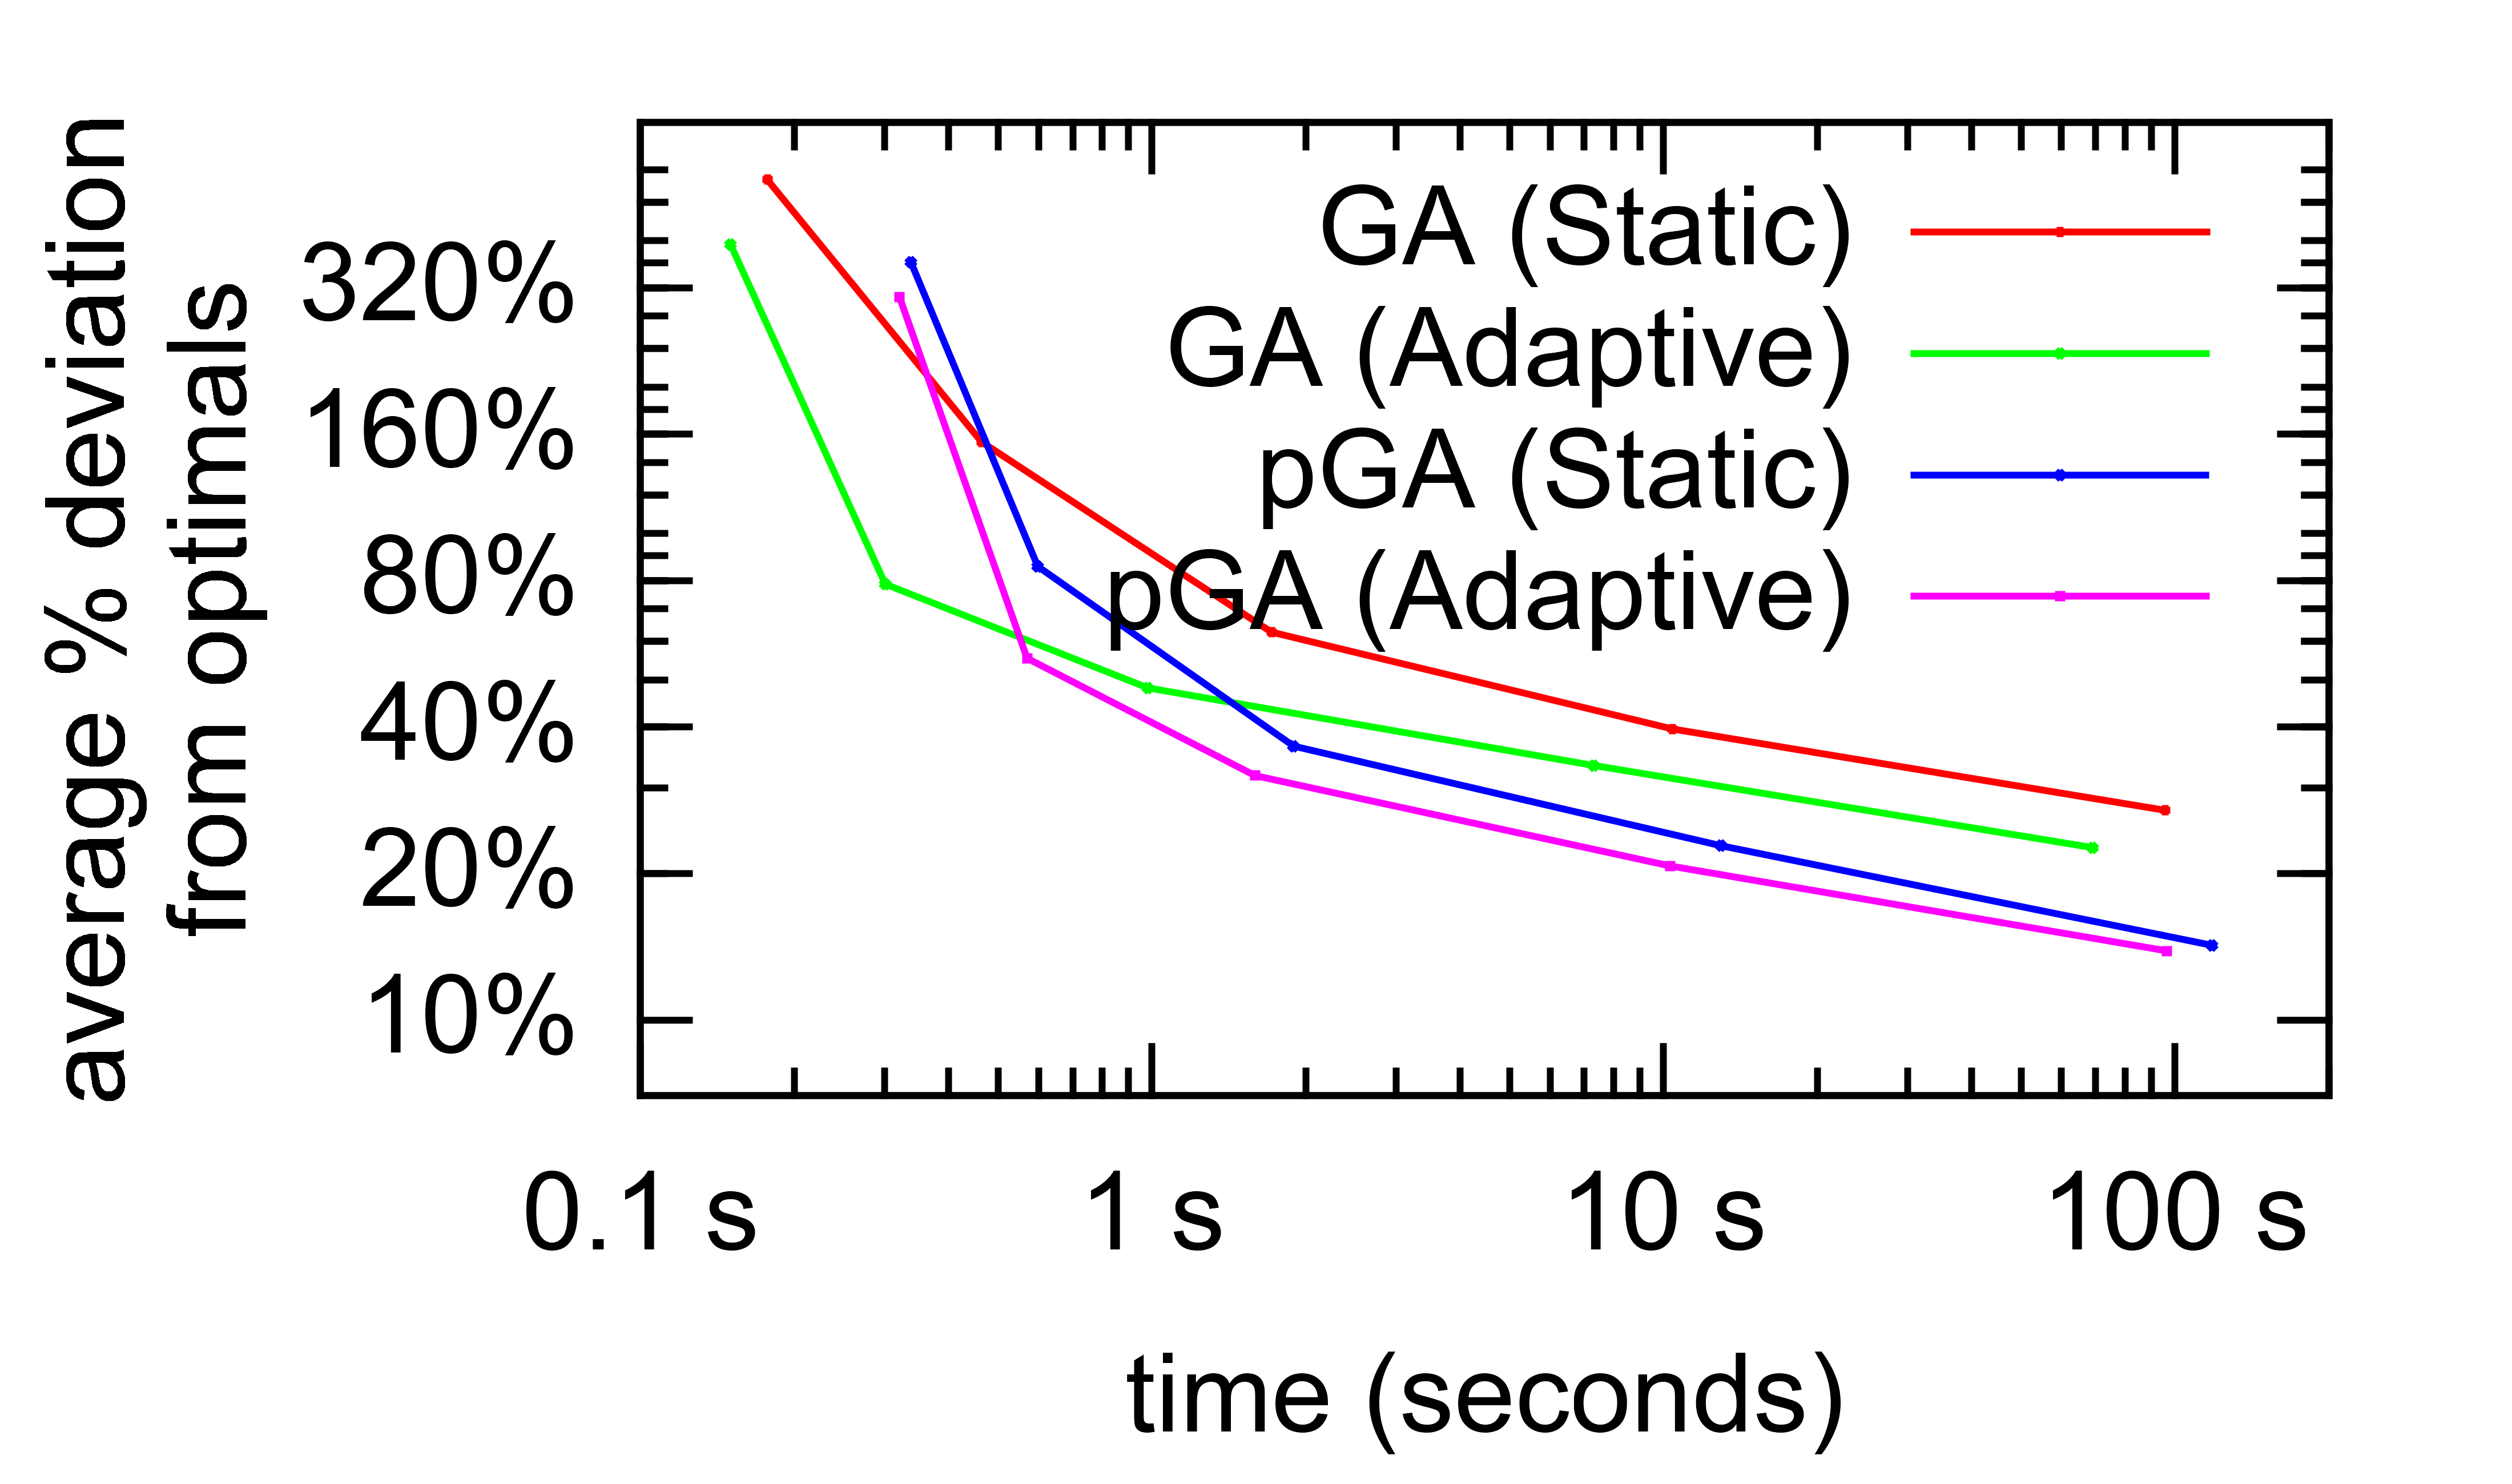 average % deviation
from optimals
320%
160%
80%
40%
20%
10%
GA (Static)
GA (Adaptive)
pGA (Static)
pGA (Adaptive)
0.1 s
1 s
10 s
100 s
time (seconds)